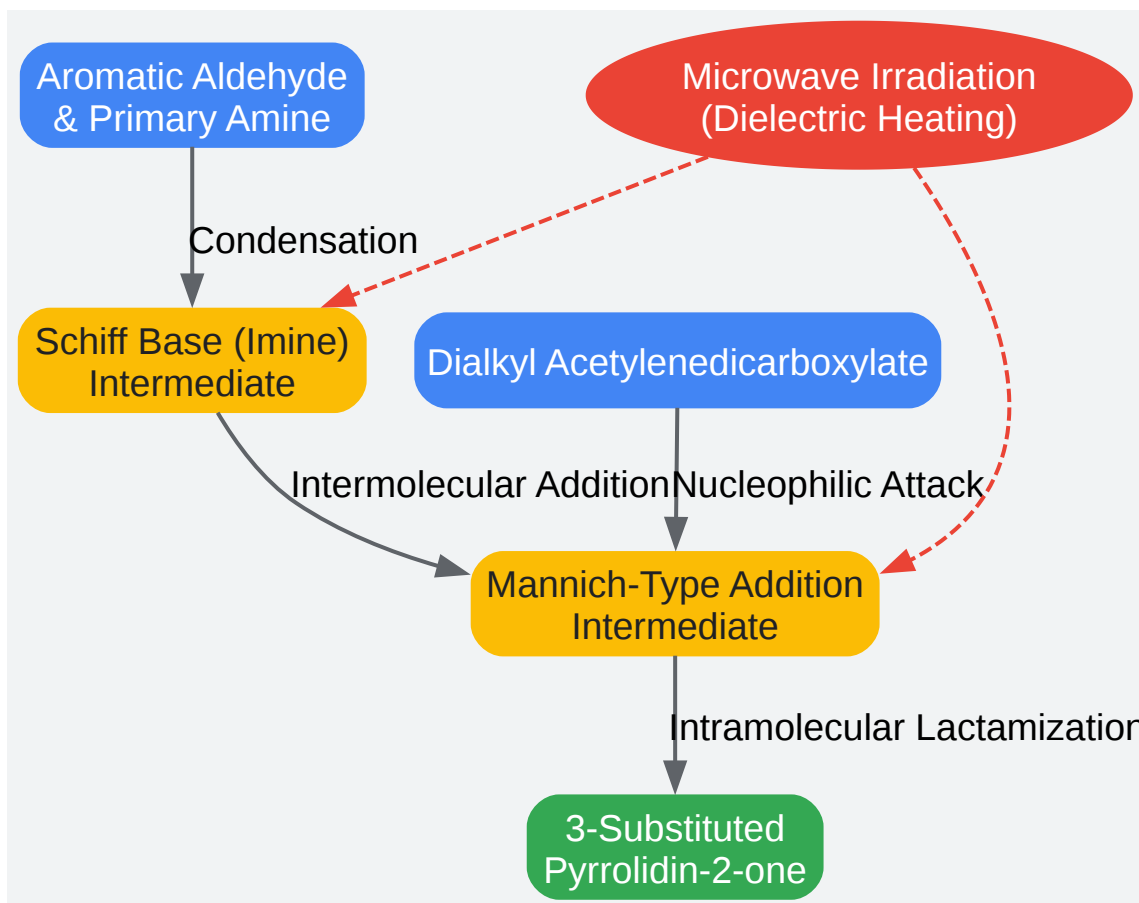 Aromatic Aldehyde
& Primary Amine
Microwave Irradiation
(Dielectric Heating)
Condensation
Schiff Base (Imine)
Intermediate
Dialkyl Acetylenedicarboxylate
Intermolecular Addition
Nucleophilic Attack
Mannich-Type Addition
Intermediate
Intramolecular Lactamization
3-Substituted
Pyrrolidin-2-one